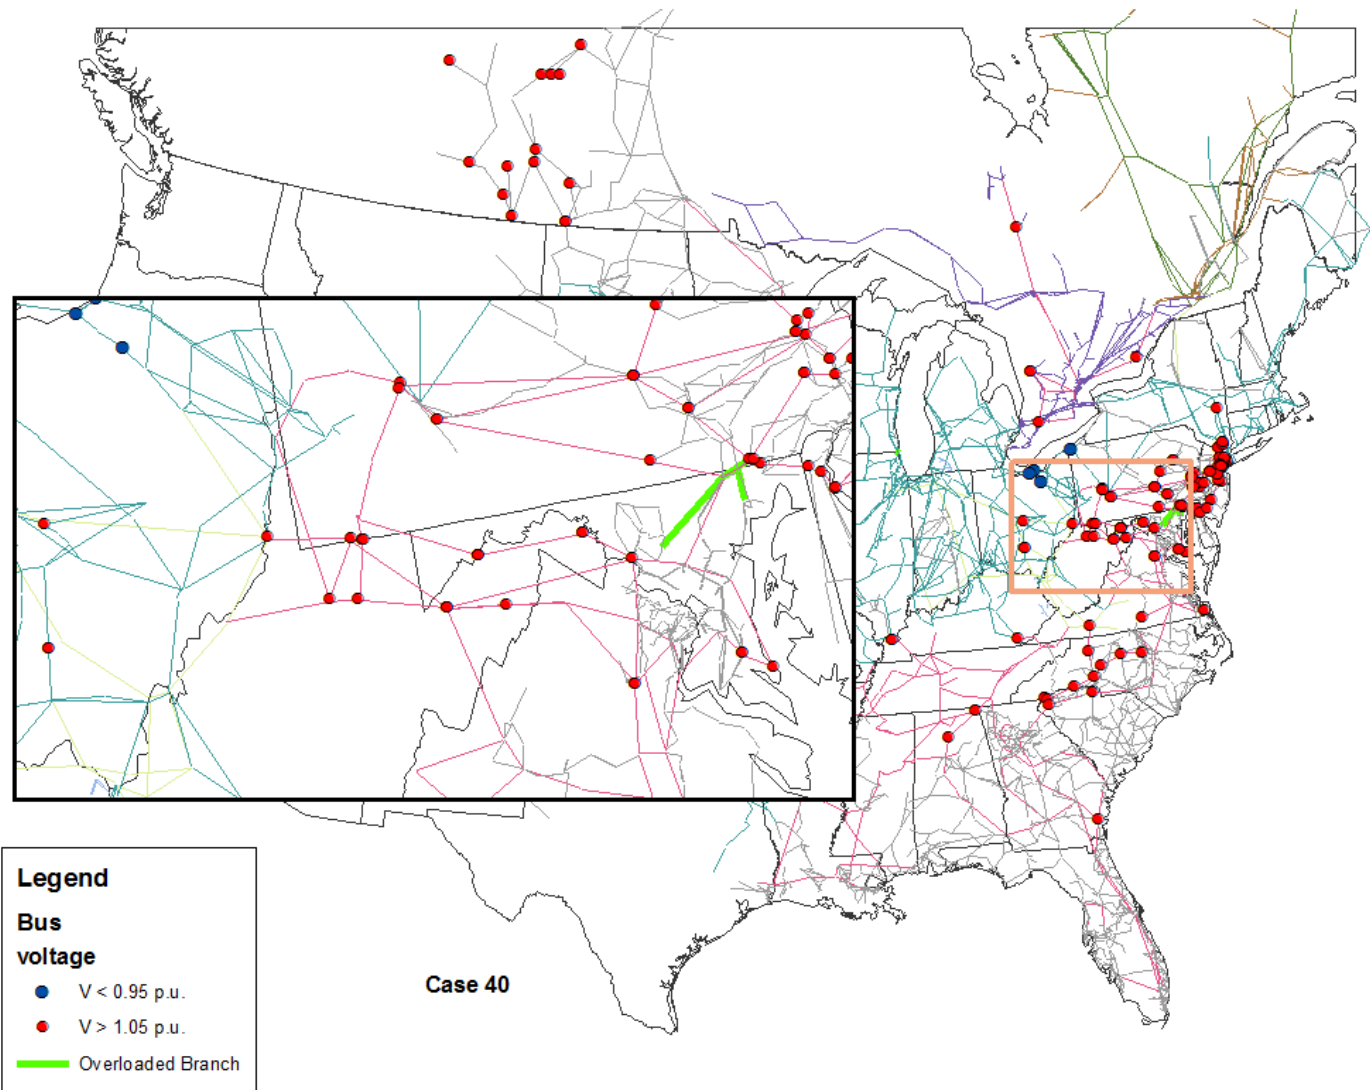 Legend
Bus
voltage
V < 0.95 p.u.
V > 1.05 p.u.
Overloaded Branch
Case 40